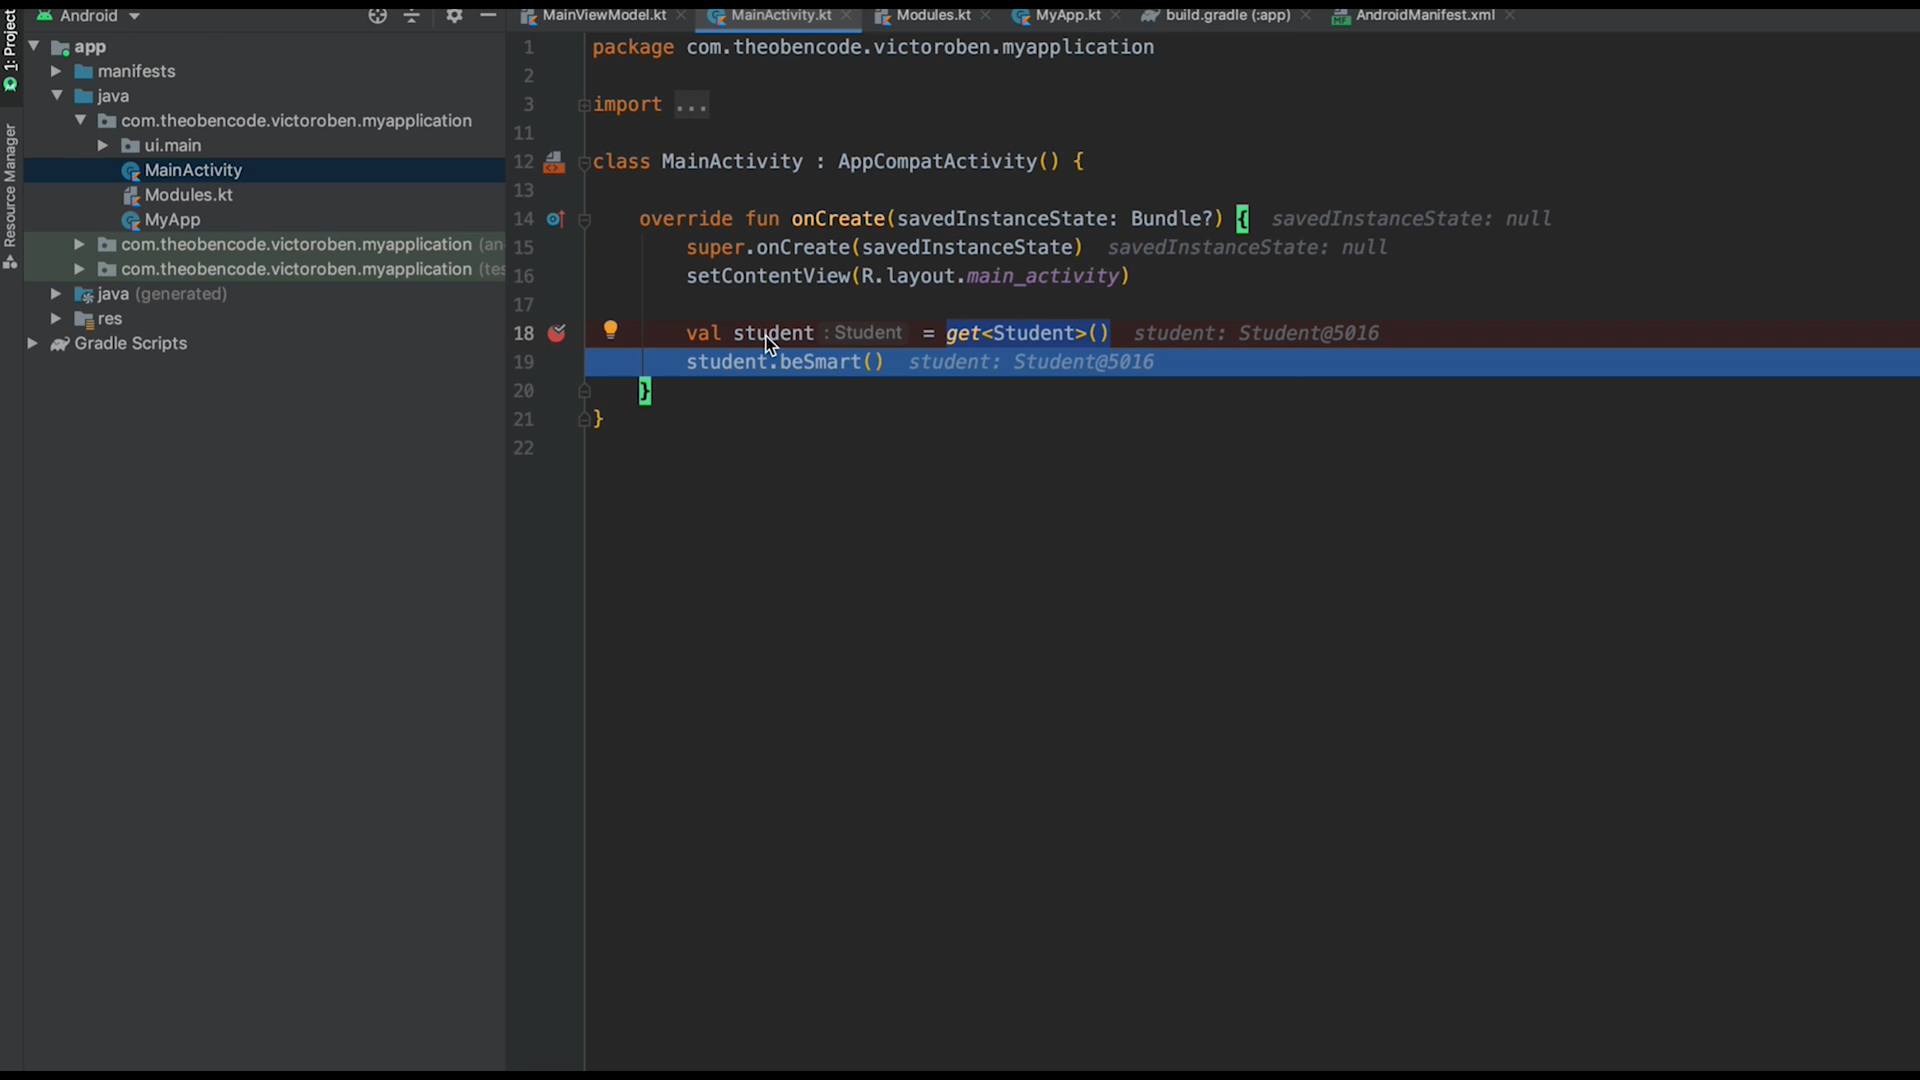 1: Project
Resource Manager
Android
app
manifests
java
com.theobencode.victoroben.myapplication
ui.main
MainActivity
Modules.kt
MyApp
com.theobencode.victoroben.myapplication (an
com.theobencode.victoroben.myapplication (tes
java (generated)
res
Gradle Scripts
MainViewModel.kt MainActivity.kt Modules.kt MyApp.kt build.gradle (:app) AndroidManifest.xml
1 package com.theobencode.victoroben.myapplication
2
3 import ...
11
12 class MainActivity : AppCompatActivity() {
13
14 override fun onCreate(savedInstanceState: Bundle?) { savedInstanceState: null
15 super.onCreate(savedInstanceState) savedInstanceState: null
16 setContentView(R.layout.main_activity)
17
18 val student : Student = get<Student>() student: Student@5016
19 student.beSmart() student: Student@5016
20 }
21 }
22